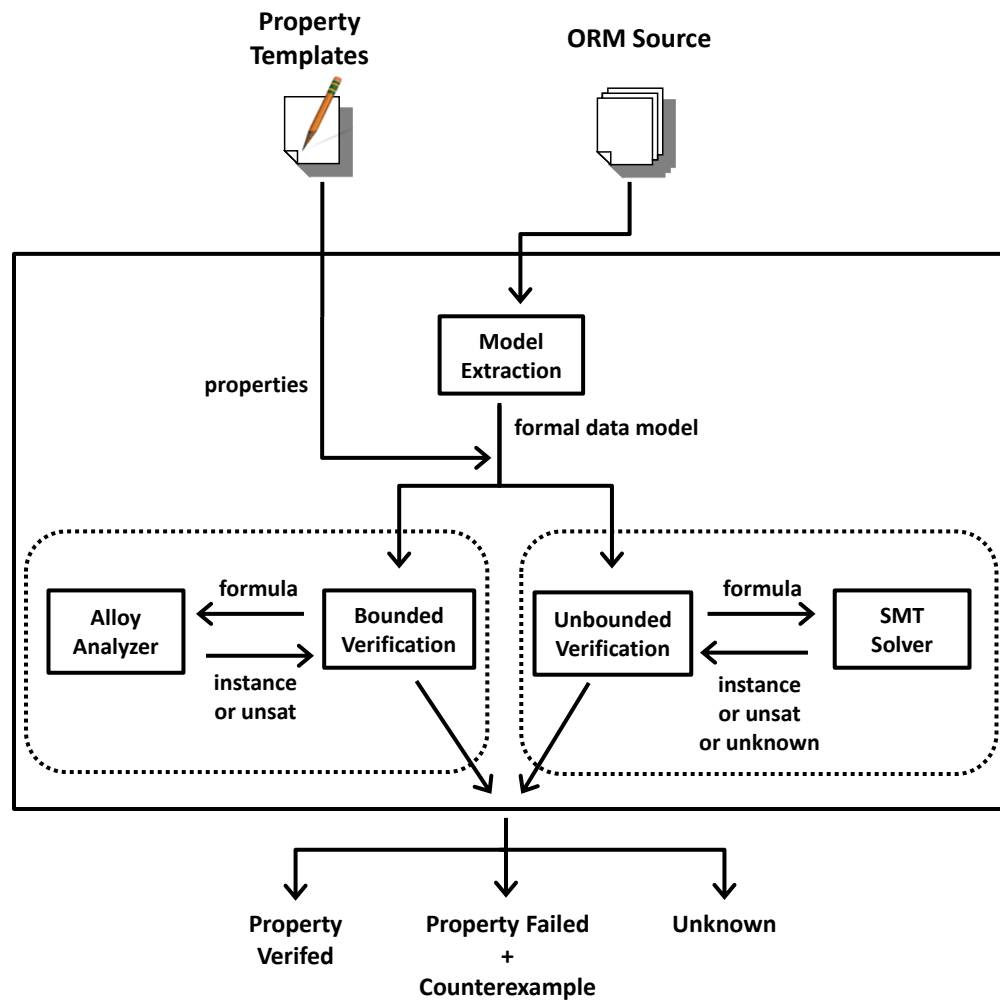 Property
Templates
ORM Source
Model
Extraction
properties
formal data model
formula
Alloy
Analyzer
Bounded
Verification
instance
or unsat
Unbounded
Verification
formula
SMT
Solver
instance
or unsat
or unknown
Property
Verifed
Property Failed
+
Counterexample
Unknown